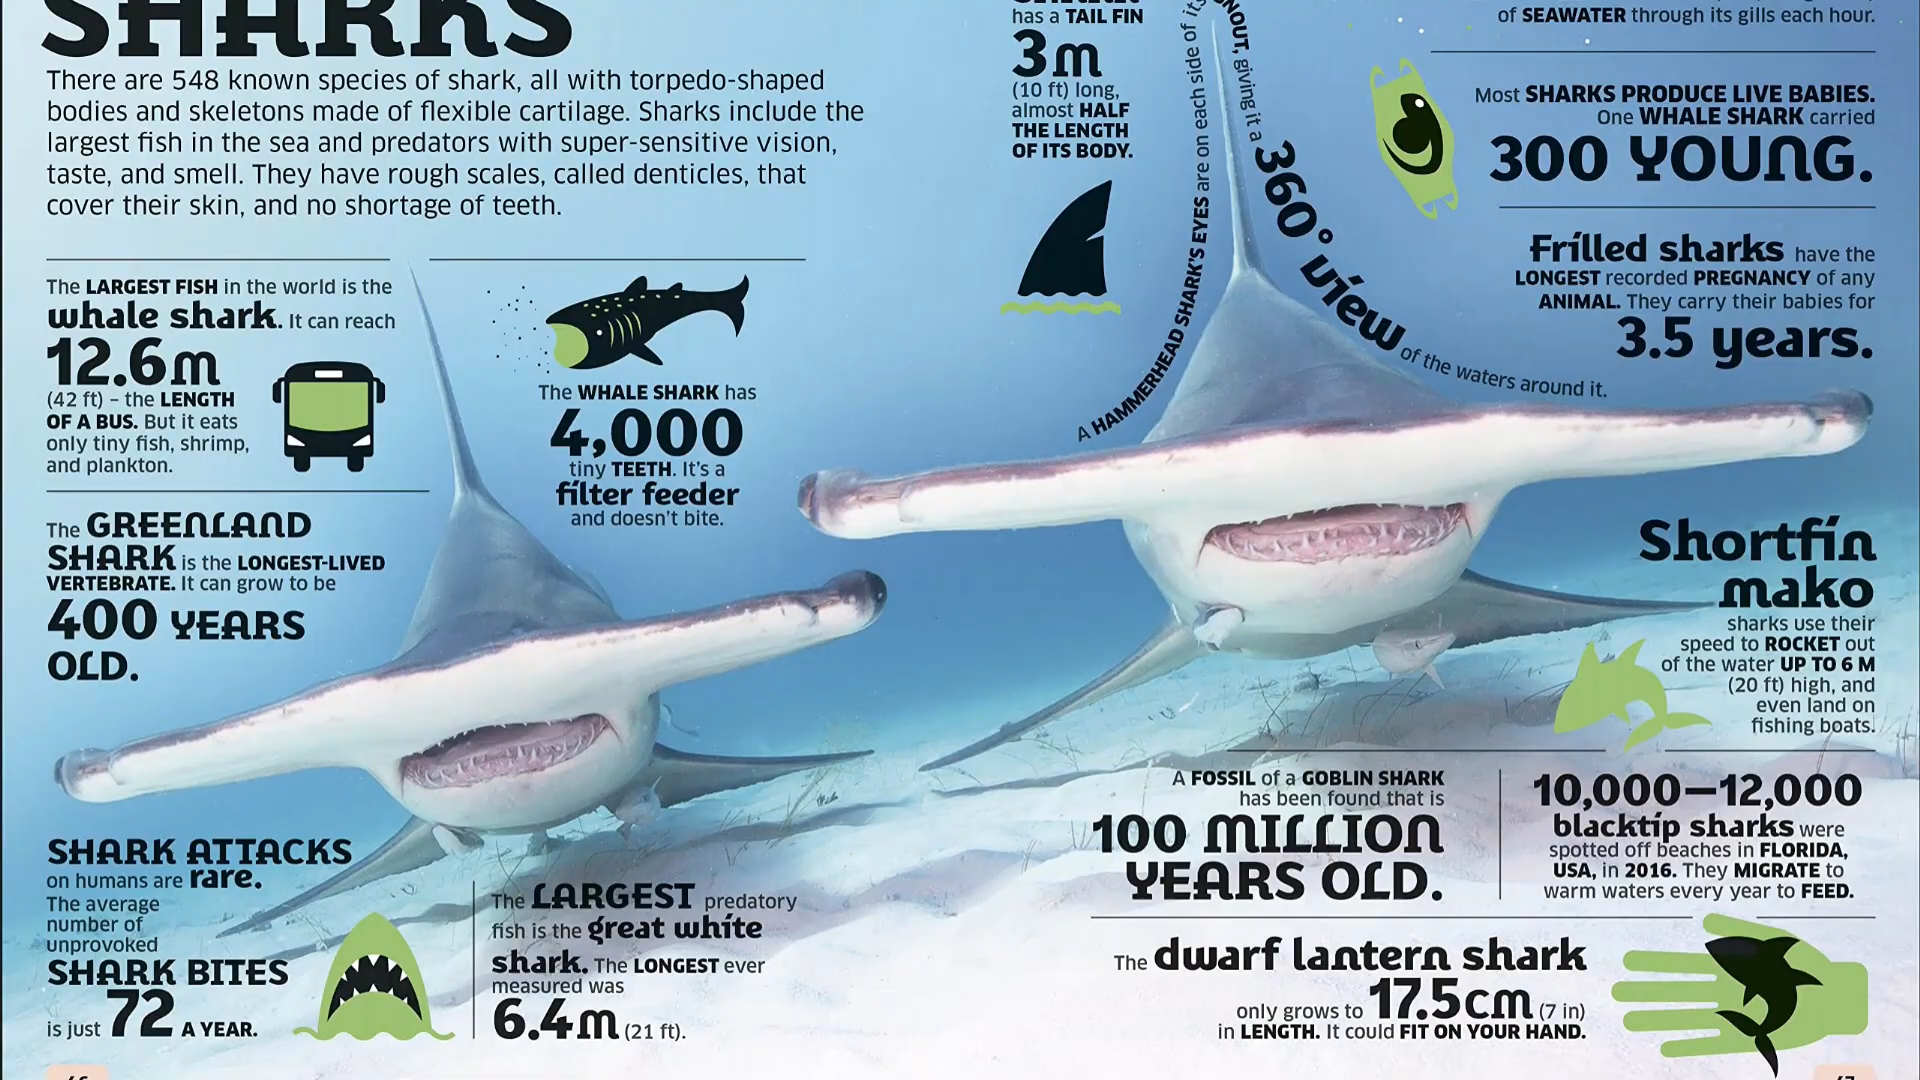 SHARKS
There are 548 known species of shark, all with torpedo-shaped
bodies and skeletons made of flexible cartilage. Sharks include the
largest fish in the sea and predators with super-sensitive vision,
taste, and smell. They have rough scales, called denticles, that
cover their skin, and no shortage of teeth.
The LARGEST FISH in the world is the
whale shark. It can reach
12.6m
(42 ft) – the LENGTH
OF A BUS. But it eats
only tiny fish, shrimp,
and plankton.
The WHALE SHARK has
4,000
tiny TEETH. It's a
filter feeder
and doesn't bite.
The GREENLAND
SHARK is the LONGEST-LIVED
VERTEBRATE. It can grow to be
400 YEARS
OLD.
SHARK ATTACKS
on humans are rare.
The average
number of
unprovoked
SHARK BITES
is just 72 A YEAR.
The LARGEST predatory
fish is the great white
shark. The LONGEST ever
measured was
6.4m (21 ft).
has a TAIL FIN
3m
(10 ft) long,
almost HALF
THE LENGTH
OF ITS BODY.
A HAMMERHEAD SHARK'S EYES are on each side of its
SNOUT, giving it a 360° view of the waters around it.
of SEAWATER through its gills each hour.
Most SHARKS PRODUCE LIVE BABIES.
One WHALE SHARK carried
300 YOUNG.
Frilled sharks have the
LONGEST recorded PREGNANCY of any
ANIMAL. They carry their babies for
3.5 years.
Shortfin
mako
sharks use their
speed to ROCKET out
of the water UP TO 6 M
(20 ft) high, and
even land on
fishing boats.
A FOSSIL of a GOBLIN SHARK
has been found that is
100 MILLION
YEARS OLD.
10,000–12,000
blacktip sharks were
spotted off beaches in FLORIDA,
USA, in 2016. They MIGRATE to
warm waters every year to FEED.
The dwarf lantern shark
only grows to 17.5cm (7 in)
in LENGTH. It could FIT ON YOUR HAND.